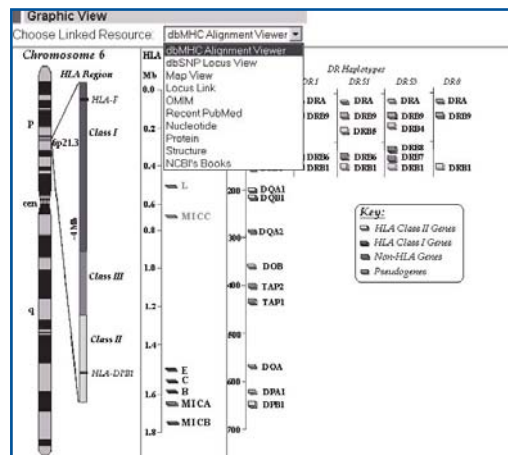 Graphic View
Choose Linked Resource: dbMHC Alignment Viewer
dbMHC Alignment Viewer
dbSNP Locus View
Map View
Locus Link
OMIM
Recent PubMed
Nucleotide
Protein
Structure
NCBI's Books
Chromosome 6
HLA Region
HLA-F
Class I
p
6p21.3
cen
~4 Mb
Class III
q
Class II
HLA-DPB1
HLA
Mb
0.0
0.2
0.4
0.6
0.8
1.0
1.2
1.4
1.6
1.8
L
MICC
E
C
B
MICA
MICB
200
300
400
500
600
700
DQA1
DQB1
DQA2
DOB
TAP2
TAP1
DOA
DPA1
DPB1
DR Haplotypes
DR1 DR51 DR53 DR8
DRA DRA DRA DRA
DRB9 DRB9 DRB9 DRB9
DRB5 DRB4
DRB8
DRB6 DRB6 DRB7
DRB1 DRB1 DRB1 DRB1
Key:
HLA Class II Genes
HLA Class I Genes
Non-HLA Genes
Pseudogenes